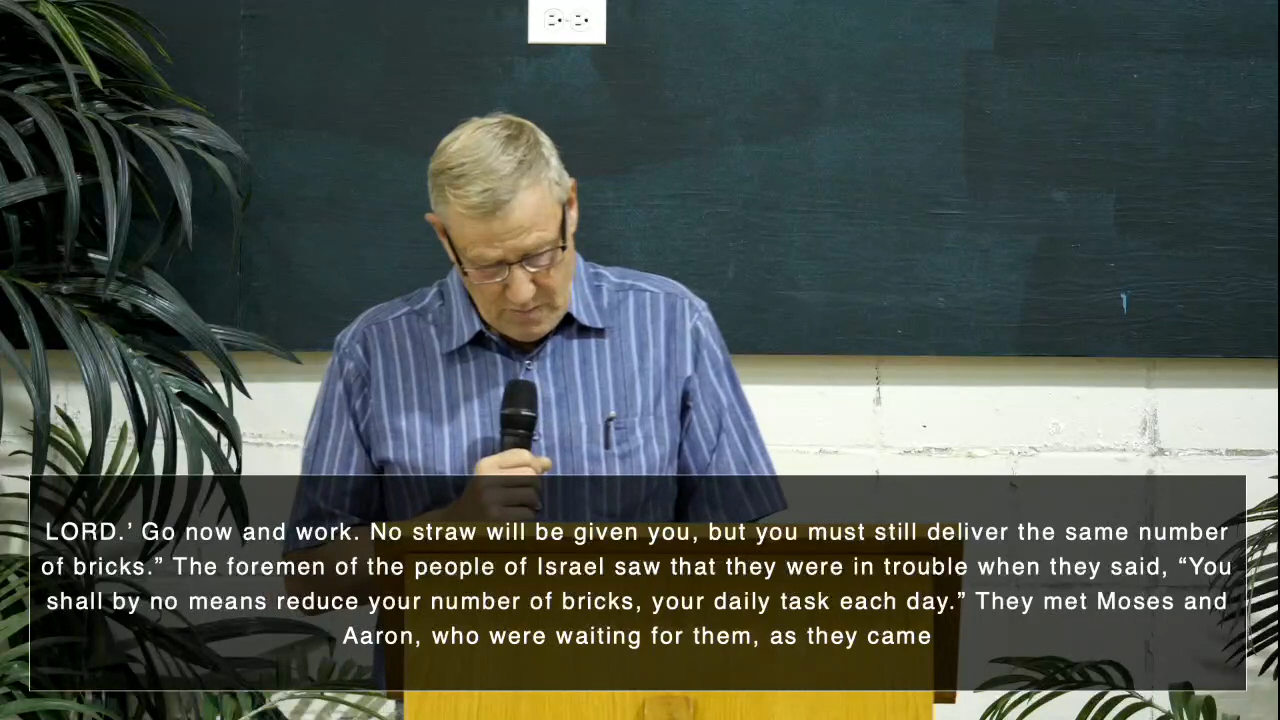 LORD.’ Go now and work. No straw will be given you, but you must still deliver the same number
of bricks.” The foremen of the people of Israel saw that they were in trouble when they said, “You
shall by no means reduce your number of bricks, your daily task each day.” They met Moses and
Aaron, who were waiting for them, as they came